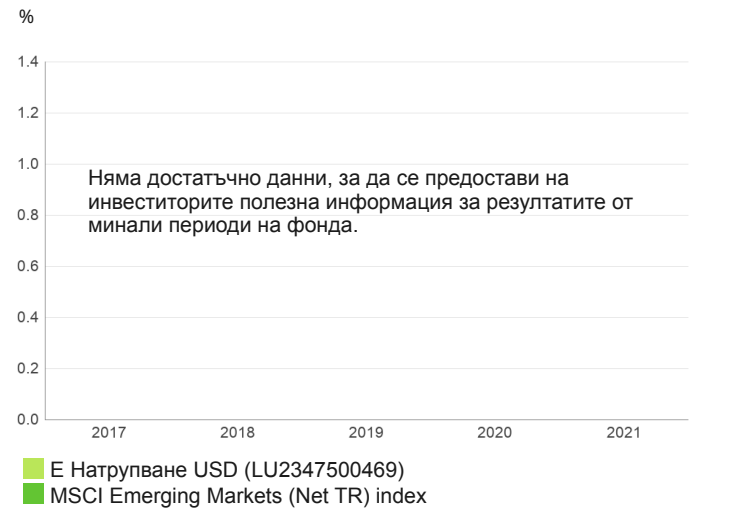 %
1.4
1.2
1.0
Няма достатъчно данни, за да се предостави на
инвеститорите полезна информация за резултатите от
0.8
минали периоди на фонда.
0.6
0.4
0.2
0.0
2017 2018 2019 2020 2021
E Натрупване USD (LU2347500469)
MSCI Emerging Markets (Net TR) index